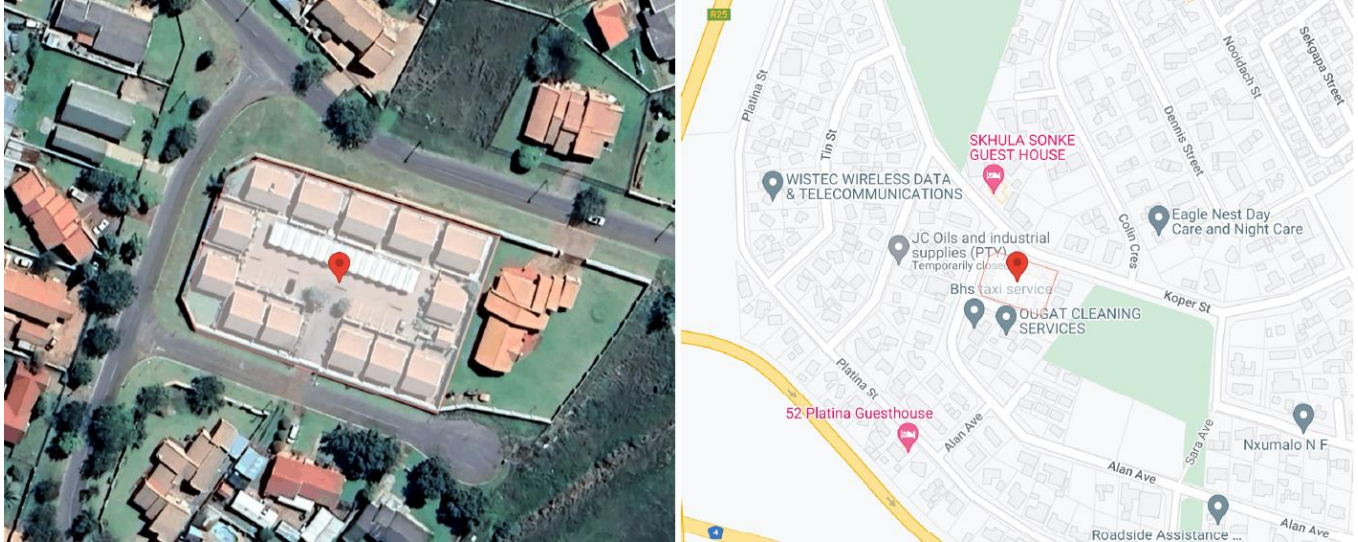 R25
Platina St
Tin St
Nooidach St
Sekgapa Street
Dennis Street
SKHULA SONKE
GUEST HOUSE
WISTEC WIRELESS DATA
& TELECOMMUNICATIONS
Eagle Nest Day
Care and Night Care
Colin Cres
JC Oils and industrial
supplies (PTY)
Temporarily closed
Bhs taxi service
Koper St
OUGAT CLEANING
SERVICES
Platina St
52 Platina Guesthouse
Alan Ave
Sara Ave
Nxumalo N F
Alan Ave
Roadside Assistance ...
Alan Ave
4